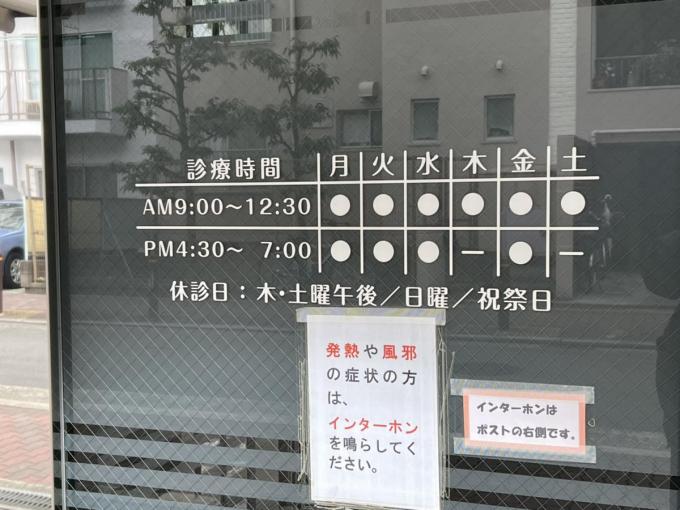 診療時間 月 火 水 木 金 土
AM9:00～12:30 ● ● ● ● ● ●
PM4:30～ 7:00 ● ● ● － ● －
休診日：木・土曜午後／日曜／祝祭日
発熱や風邪
の症状の方
は、
インターホン
を鳴らしてく
ださい。
インターホンは
ポストの右側です。